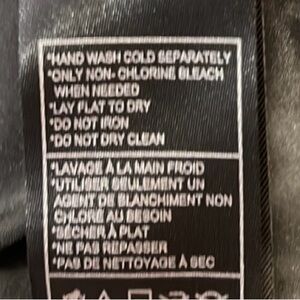 *HAND WASH COLD SEPARATELY
*ONLY NON- CHLORINE BLEACH
WHEN NEEDED
*LAY FLAT TO DRY
*DO NOT IRON
*DO NOT DRY CLEAN
*LAVAGE À LA MAIN FROID
*UTILISER SEULEMENT UN
AGENT DE BLANCHIMENT NON
CHLORÉ AU BESOIN
*SÉCHER À PLAT
*NE PAS REPASSER
*PAS DE NETTOYAGE À SEC